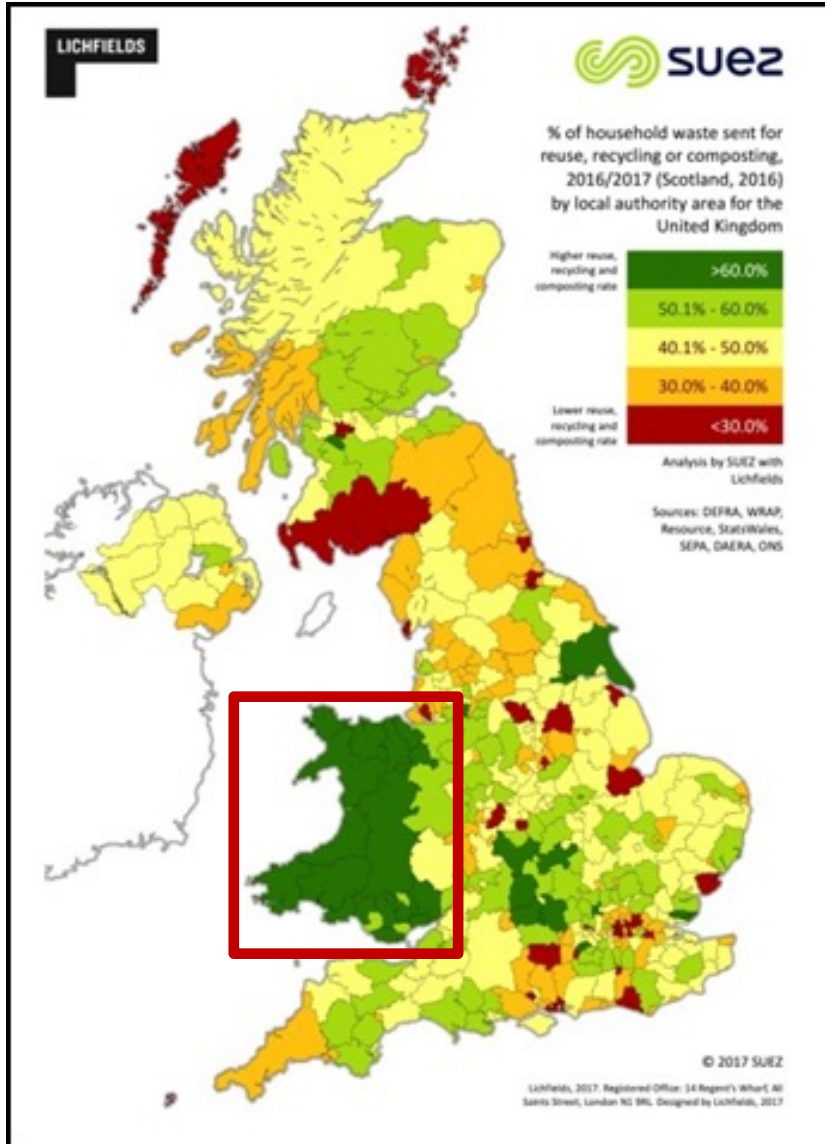 LICHFIELDS
suez
% of household waste sent for
reuse, recycling or composting,
2016/2017 (Scotland, 2016)
by local authority area for the
United Kingdom
Higher reuse,
recycling and
composting rate
>60.0%
50.1% - 60.0%
40.1% - 50.0%
30.0% - 40.0%
Lower reuse,
recycling and
composting rate
<30.0%
Analysis by SUEZ with
Lichfields
Sources: DEFRA, WRAP,
Resource, StatsWales,
SEPA, DAERA, ONS
© 2017 SUEZ
Lichfields, 2017. Registered Office: 14 Regent's Wharf, All
Saints Street, London N1 9RL. Designed by Lichfields, 2017